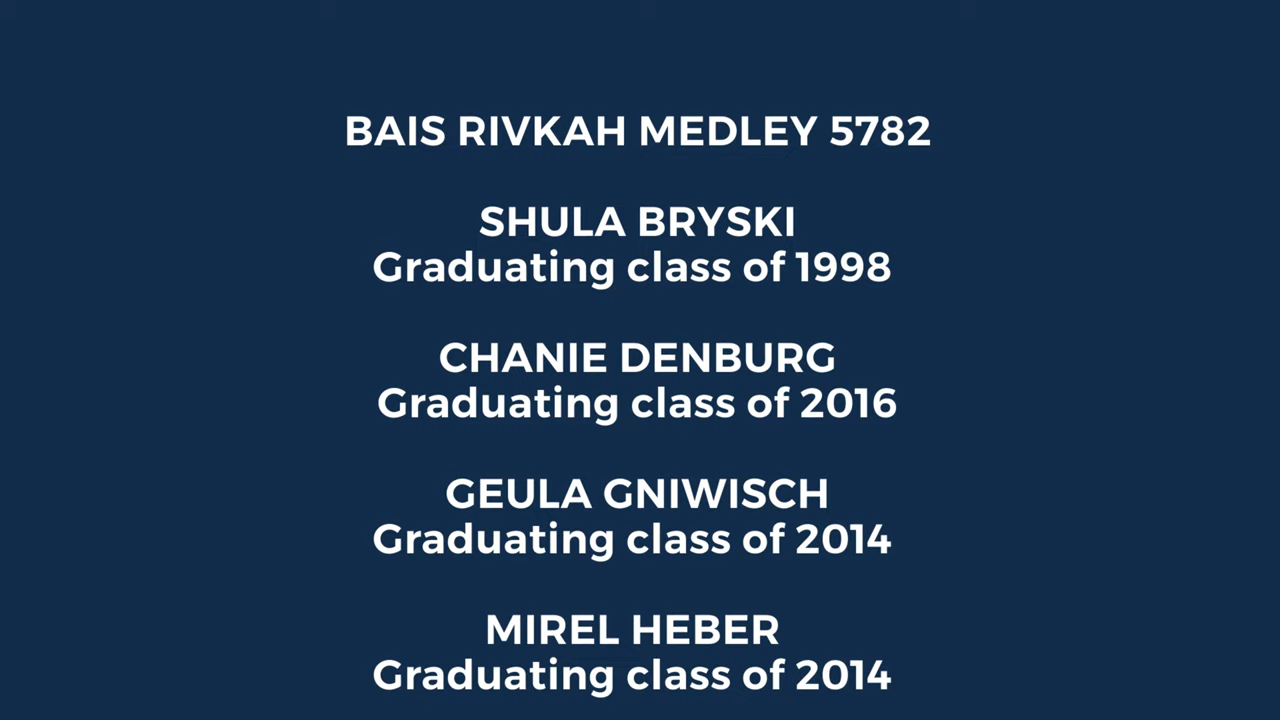 BAIS RIVKAH MEDLEY 5782
SHULA BRYSKI
Graduating class of 1998
CHANIE DENBURG
Graduating class of 2016
GEULA GNIWISCH
Graduating class of 2014
MIREL HEBER
Graduating class of 2014